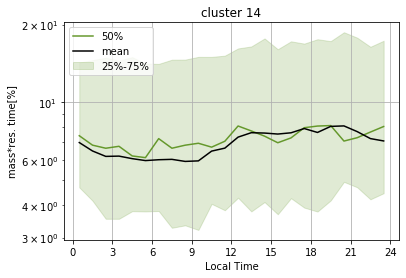 cluster 14
50%
mean
25%-75%
mass*res. time[%]
2 × 10¹
10¹
6 × 10⁰
4 × 10⁰
3 × 10⁰
0 3 6 9 12 15 18 21 24
Local Time